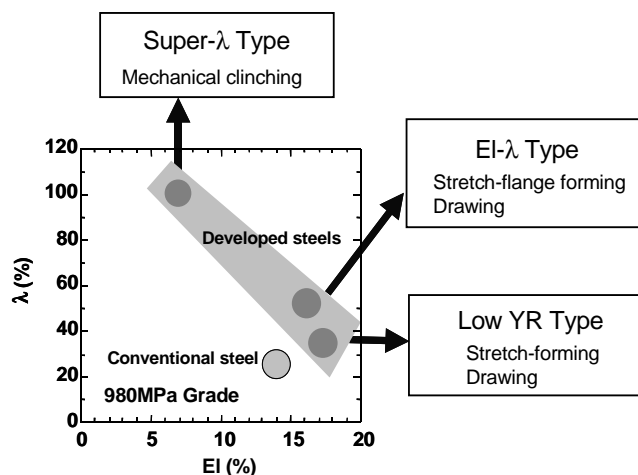 Super-λ Type
Mechanical clinching
El-λ Type
Stretch-flange forming
Drawing
Low YR Type
Stretch-forming
Drawing
120
100
80
60
40
20
0
λ (%)
Developed steels
Conventional steel
980MPa Grade
0 5 10 15 20
El (%)